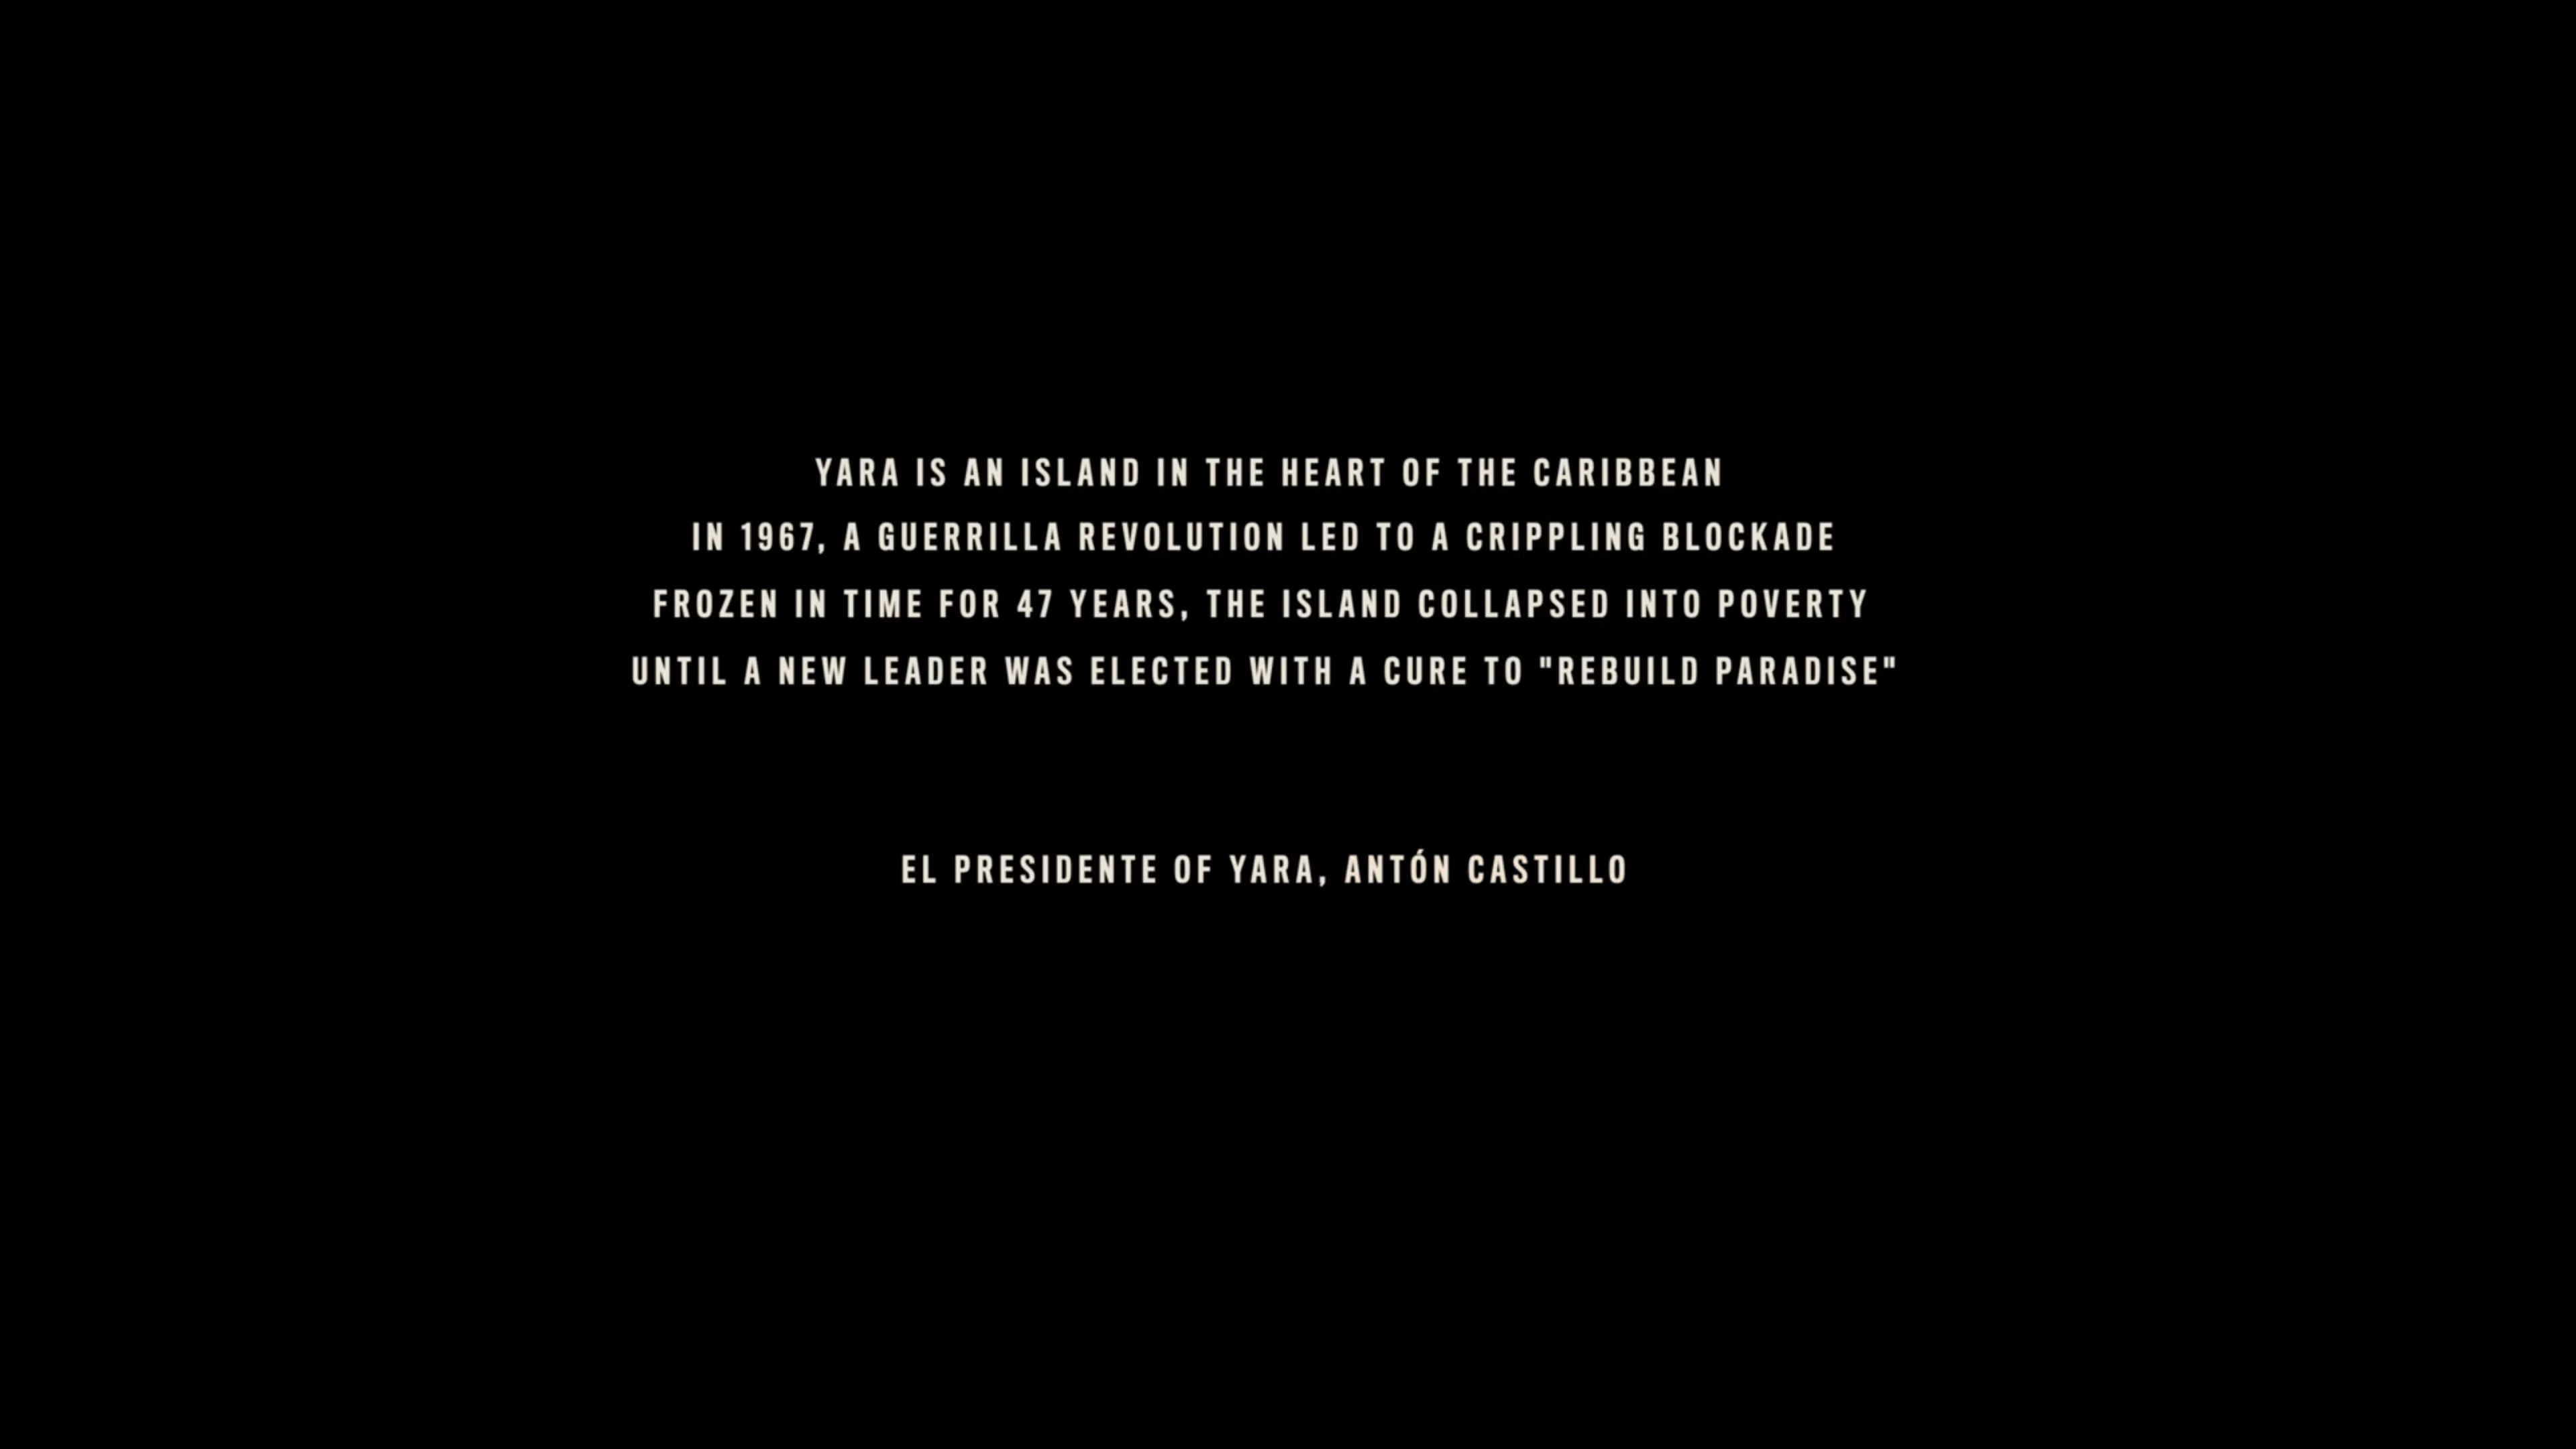 YARA IS AN ISLAND IN THE HEART OF THE CARIBBEAN
IN 1967, A GUERRILLA REVOLUTION LED TO A CRIPPLING BLOCKADE
FROZEN IN TIME FOR 47 YEARS, THE ISLAND COLLAPSED INTO POVERTY
UNTIL A NEW LEADER WAS ELECTED WITH A CURE TO "REBUILD PARADISE"
EL PRESIDENTE OF YARA, ANTÓN CASTILLO